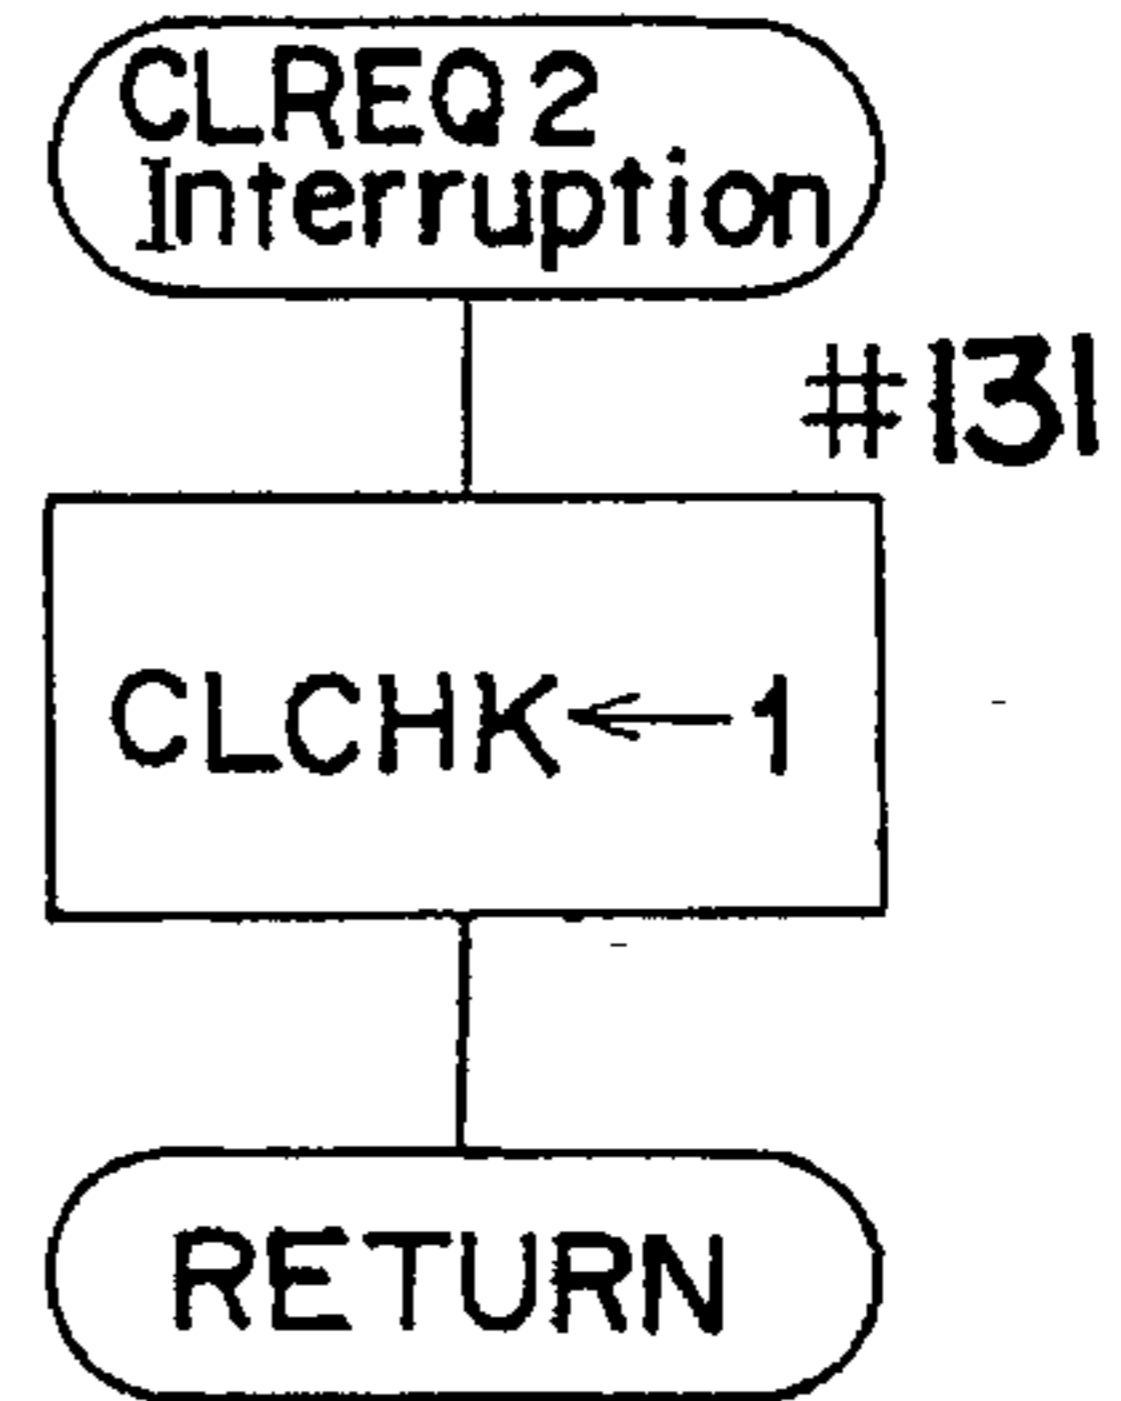 CLREQ2
Interruption
#131
CLCHK←1
RETURN